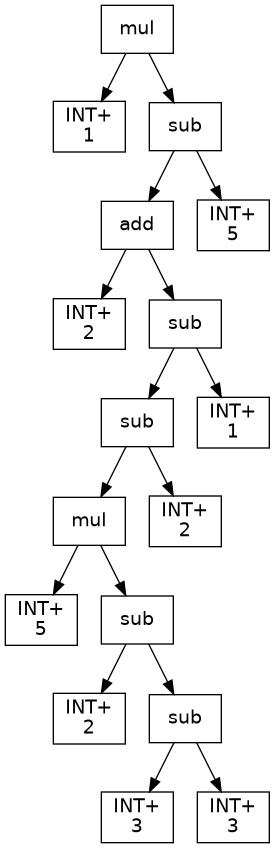 mul
INT+
1
sub
add
INT+
5
INT+
2
sub
sub
INT+
1
mul
INT+
2
INT+
5
sub
INT+
2
sub
INT+
3
INT+
3